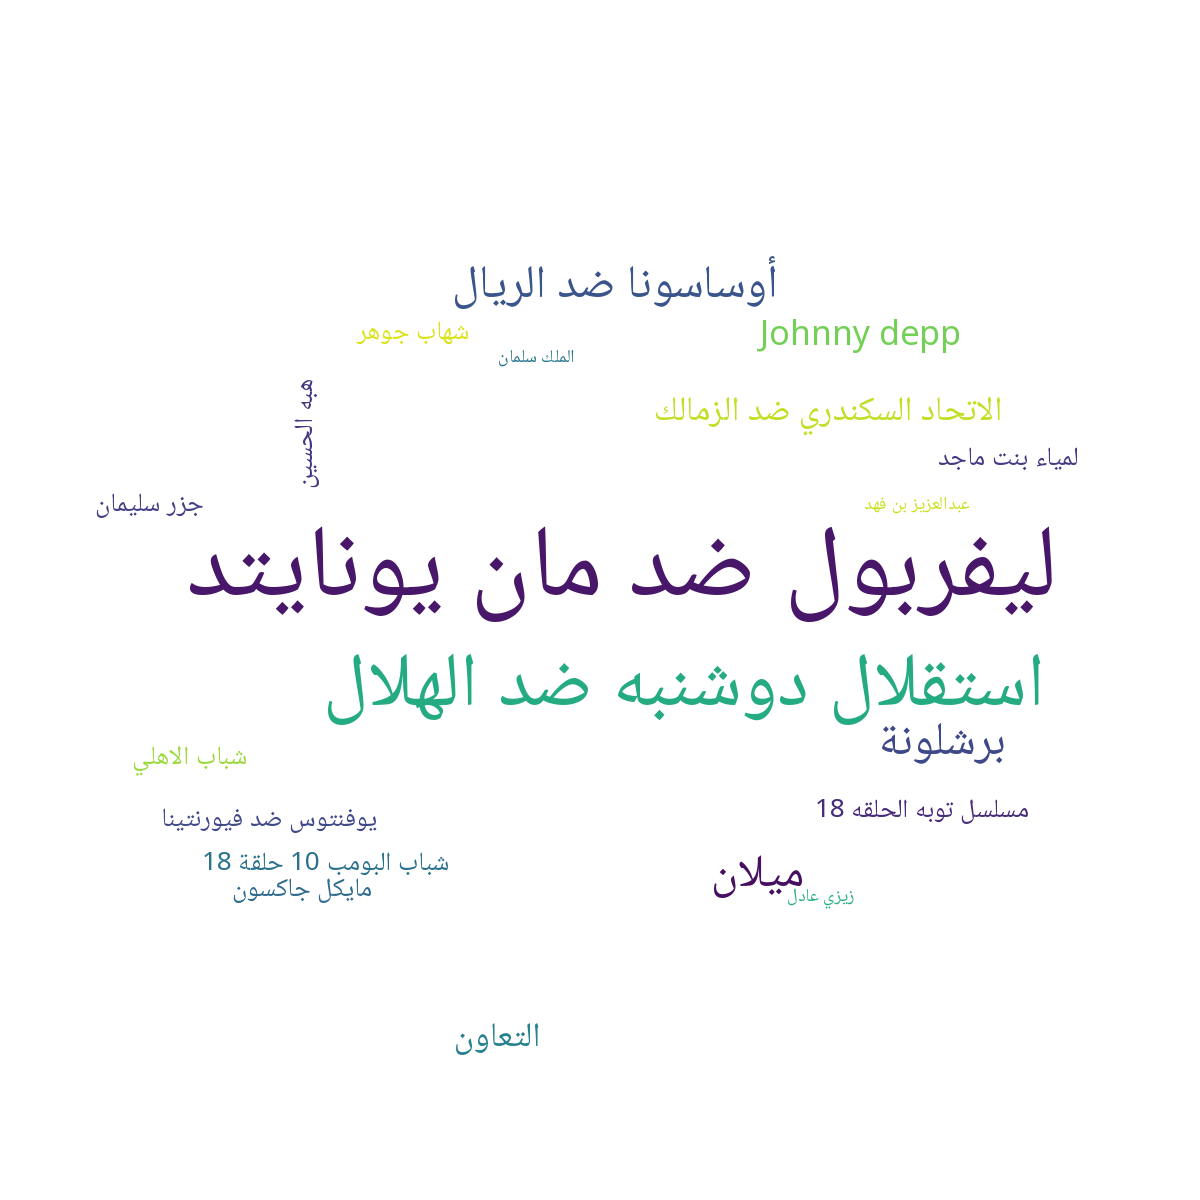 أوساسونا ضد الريال
شهاب جوهر
Johnny depp
الملك سلمان
هبه الحسين
الاتحاد السكندري ضد الزمالك
لمياء بنت ماجد
جزر سليمان
عبدالعزيز بن فهد
ليفربول ضد مان يونايتد
استقلال دوشنبه ضد الهلال
برشلونة
شباب الاهلي
مسلسل توبه الحلقه 18
يوفنتوس ضد فيورنتينا
شباب البومب 10 حلقة 18
ميلان
مايكل جاكسون
زيزي عادل
التعاون